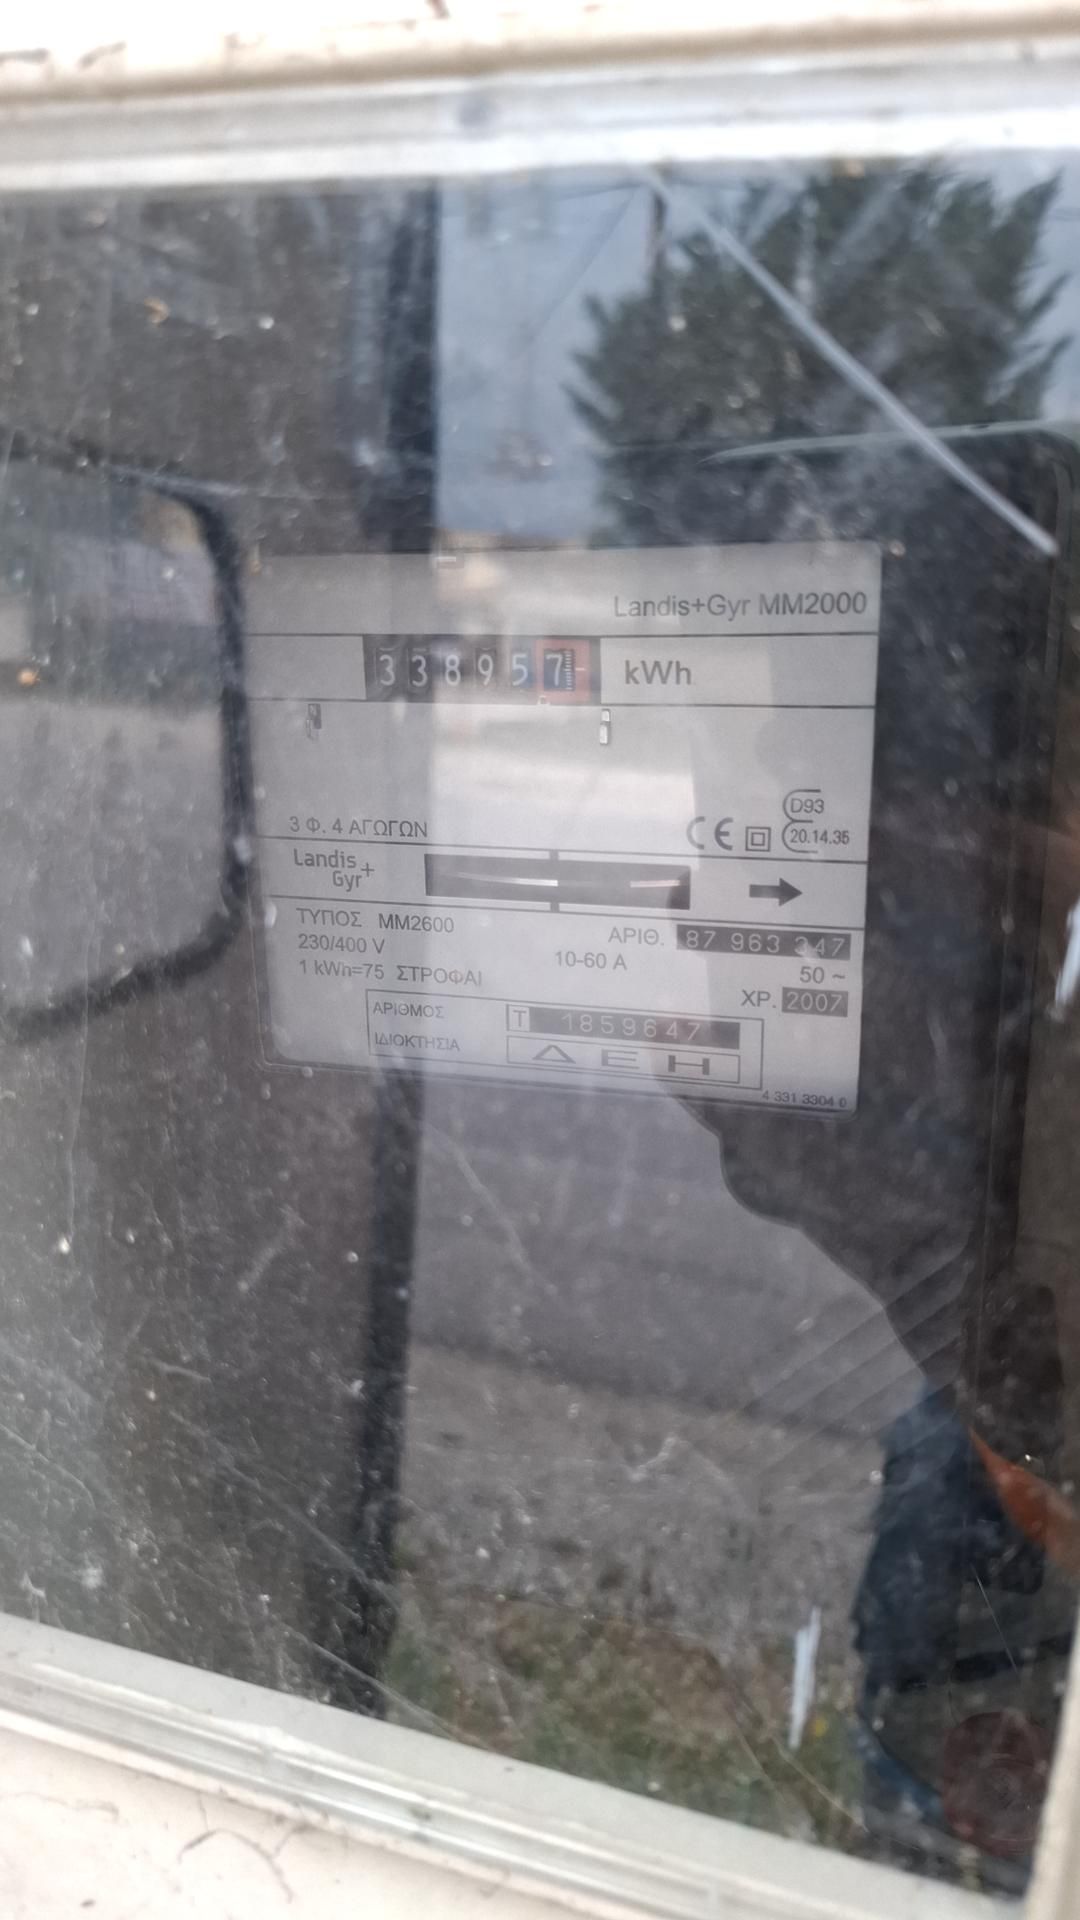 Landis+Gyr MM2000
338957 kWh
3 Φ. 4 ΑΓΩΓΩΝ
CE
D93
20.14.35
Landis
Gyr+
ΤΥΠΟΣ MM2600
230/400 V
10-60 A
ΑΡΙΘ. 87 963 247
1 kWh=75 ΣΤΡΟΦΑΙ
50 ~
ΧΡ. 2007
ΑΡΙΘΜΟΣ T 1859647
ΙΔΙΟΚΤΗΣΙΑ ΔΕΗ
4 331 3304 0